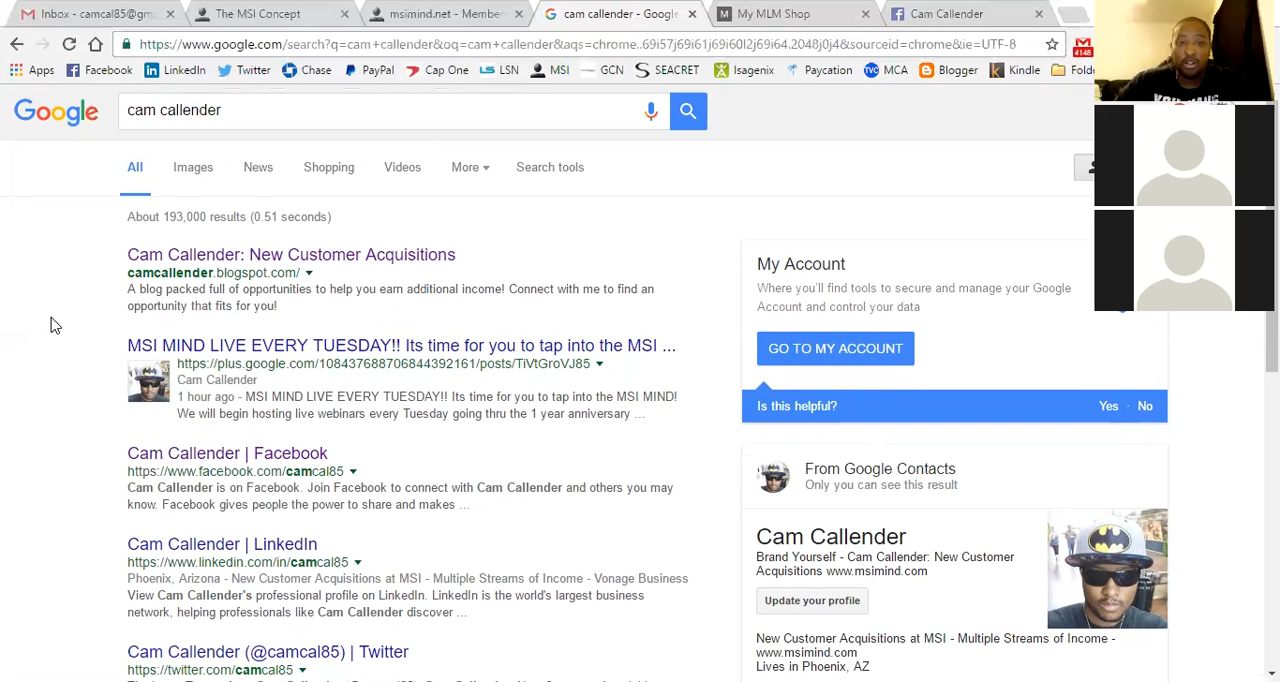 Inbox - camcal85@gm
The MSI Concept
msimind.net - Membe
cam callender - Google
My MLM Shop
Cam Callender
https://www.google.com/search?q=cam+callender&oq=cam+callender&aqs=chrome..69i57j69i61j69i60l2j69i64.2048j0j4&sourceid=chrome&ie=UTF-8
4148
Apps Facebook LinkedIn Twitter Chase PayPal Cap One LSN MSI GCN SEACRET Isagenix Paycation MCA Blogger Kindle Folde
Google
cam callender
All Images News Shopping Videos More Search tools
About 193,000 results (0.51 seconds)
Cam Callender: New Customer Acquisitions
camcallender.blogspot.com/
A blog packed full of opportunities to help you earn additional income! Connect with me to find an
opportunity that fits for you!
MSI MIND LIVE EVERY TUESDAY!! Its time for you to tap into the MSI ...
https://plus.google.com/108437688706844392161/posts/TiVtGroVJ85
Cam Callender
1 hour ago - MSI MIND LIVE EVERY TUESDAY!! Its time for you to tap into the MSI MIND!
We will begin hosting live webinars every Tuesday going thru the 1 year anniversary ...
Cam Callender | Facebook
https://www.facebook.com/camcal85
Cam Callender is on Facebook. Join Facebook to connect with Cam Callender and others you may
know. Facebook gives people the power to share and makes ...
Cam Callender | LinkedIn
https://www.linkedin.com/in/camcal85
Phoenix, Arizona - New Customer Acquisitions at MSI - Multiple Streams of Income - Vonage Business
View Cam Callender's professional profile on LinkedIn. LinkedIn is the world's largest business
network, helping professionals like Cam Callender discover ...
Cam Callender (@camcal85) | Twitter
https://twitter.com/camcal85
My Account
Where you'll find tools to secure and manage your Google
Account and control your data
GO TO MY ACCOUNT
Is this helpful? Yes · No
From Google Contacts
Only you can see this result
Cam Callender
Brand Yourself - Cam Callender: New Customer
Acquisitions www.msimind.com
Update your profile
New Customer Acquisitions at MSI - Multiple Streams of Income -
www.msimind.com
Lives in Phoenix, AZ